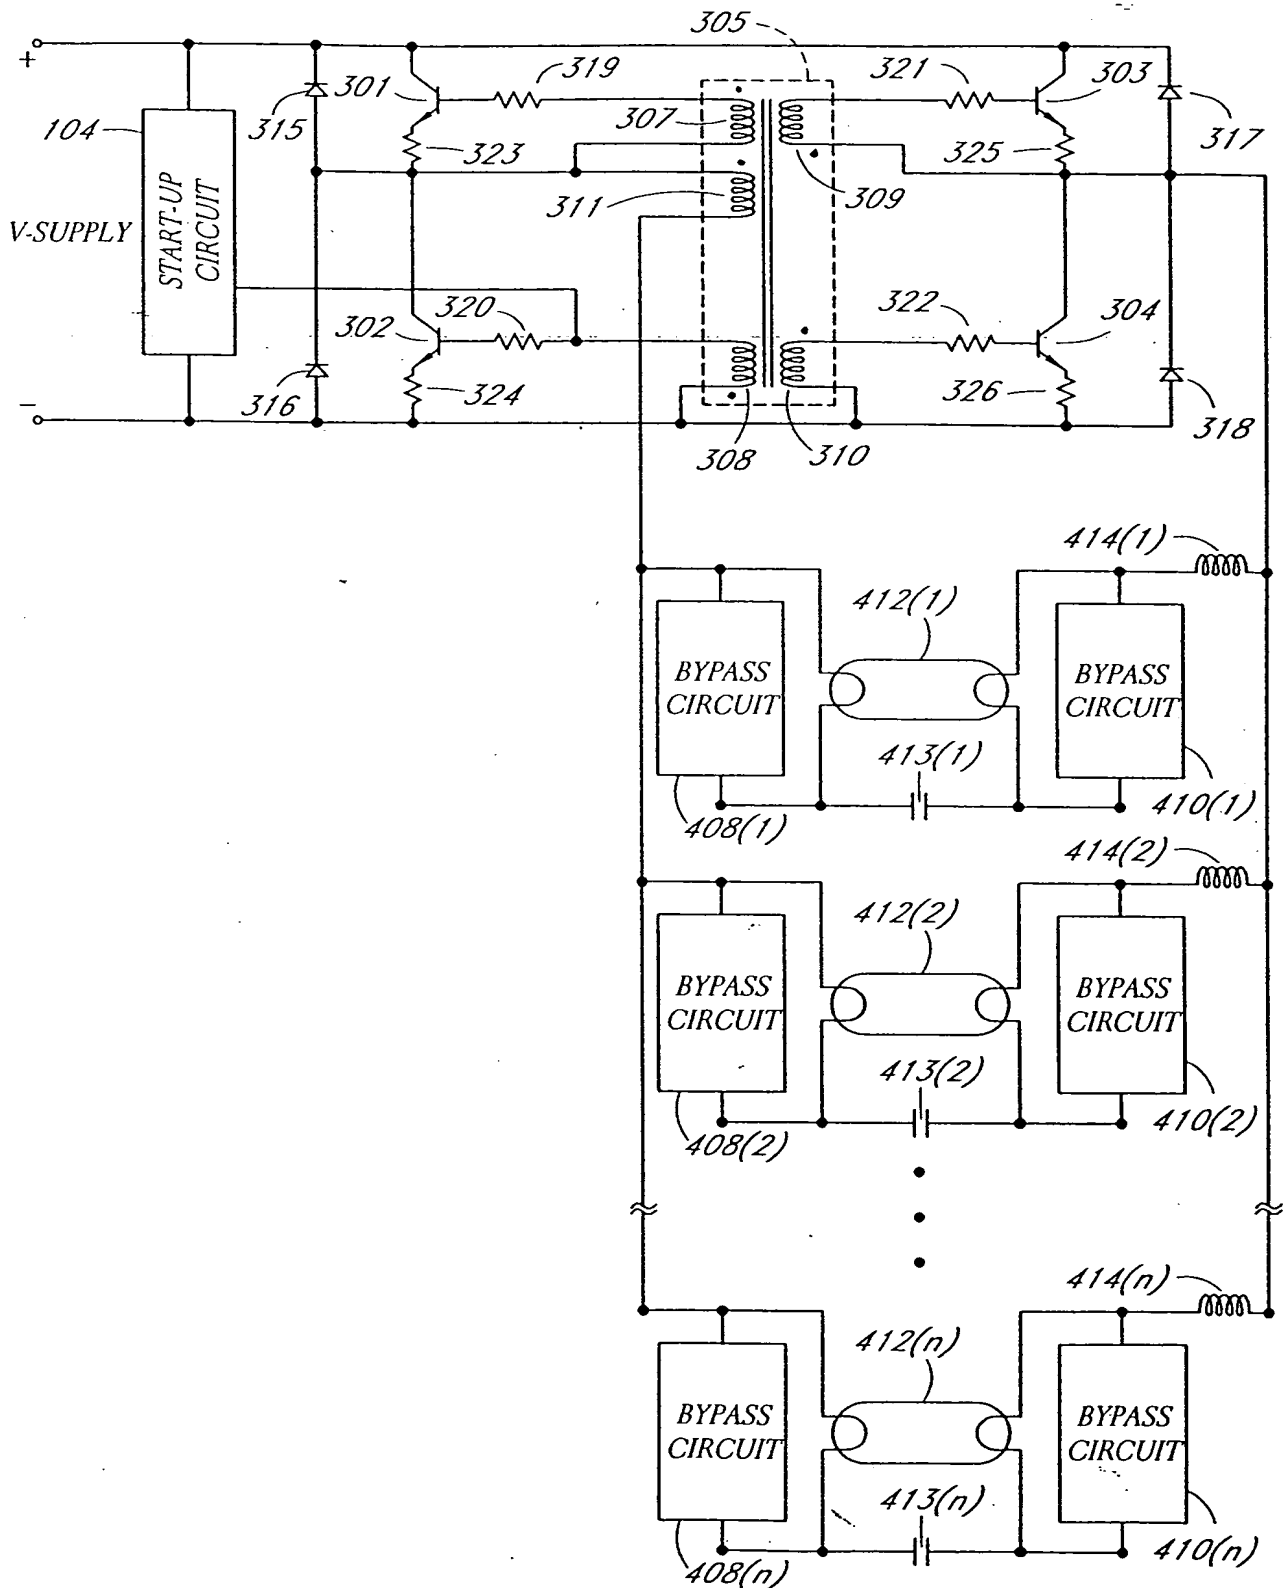 305
+
301
319
321
303
104
315
307
317
323
325
311
309
V-SUPPLY
START-UP
CIRCUIT
320
322
302
304
316
324
326
318
−
308
310
414(1)
412(1)
BYPASS
CIRCUIT
BYPASS
CIRCUIT
413(1)
408(1)
410(1)
414(2)
412(2)
BYPASS
CIRCUIT
BYPASS
CIRCUIT
413(2)
408(2)
410(2)
414(n)
412(n)
BYPASS
CIRCUIT
BYPASS
CIRCUIT
413(n)
408(n)
410(n)